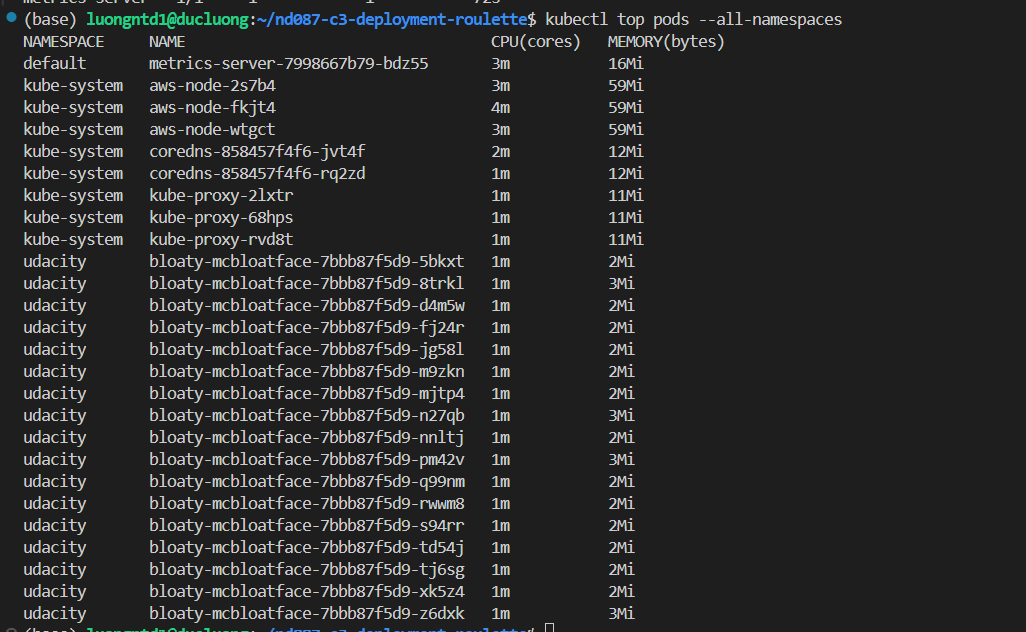 (base) luongntd1@ducluong:~/nd087-c3-deployment-roulette$ kubectl top pods --all-namespaces
NAMESPACE NAME CPU(cores) MEMORY(bytes)
default metrics-server-7998667b79-bdz55 3m 16Mi
kube-system aws-node-2s7b4 3m 59Mi
kube-system aws-node-fkjt4 4m 59Mi
kube-system aws-node-wtgct 3m 59Mi
kube-system coredns-858457f4f6-jvt4f 2m 12Mi
kube-system coredns-858457f4f6-rq2zd 1m 12Mi
kube-system kube-proxy-2lxtr 1m 11Mi
kube-system kube-proxy-68hps 1m 11Mi
kube-system kube-proxy-rvd8t 1m 11Mi
udacity bloaty-mcbloatface-7bbb87f5d9-5bkxt 1m 2Mi
udacity bloaty-mcbloatface-7bbb87f5d9-8trkl 1m 3Mi
udacity bloaty-mcbloatface-7bbb87f5d9-d4m5w 1m 2Mi
udacity bloaty-mcbloatface-7bbb87f5d9-fj24r 1m 2Mi
udacity bloaty-mcbloatface-7bbb87f5d9-jg58l 1m 2Mi
udacity bloaty-mcbloatface-7bbb87f5d9-m9zkn 1m 2Mi
udacity bloaty-mcbloatface-7bbb87f5d9-mjtp4 1m 2Mi
udacity bloaty-mcbloatface-7bbb87f5d9-n27qb 1m 3Mi
udacity bloaty-mcbloatface-7bbb87f5d9-nnltj 1m 2Mi
udacity bloaty-mcbloatface-7bbb87f5d9-pm42v 1m 3Mi
udacity bloaty-mcbloatface-7bbb87f5d9-q99nm 1m 2Mi
udacity bloaty-mcbloatface-7bbb87f5d9-rwwm8 1m 2Mi
udacity bloaty-mcbloatface-7bbb87f5d9-s94rr 1m 2Mi
udacity bloaty-mcbloatface-7bbb87f5d9-td54j 1m 2Mi
udacity bloaty-mcbloatface-7bbb87f5d9-tj6sg 1m 2Mi
udacity bloaty-mcbloatface-7bbb87f5d9-xk5z4 1m 2Mi
udacity bloaty-mcbloatface-7bbb87f5d9-z6dxk 1m 3Mi
(base) luongntd1@ducluong:~/nd087-c3-deployment-roulette$